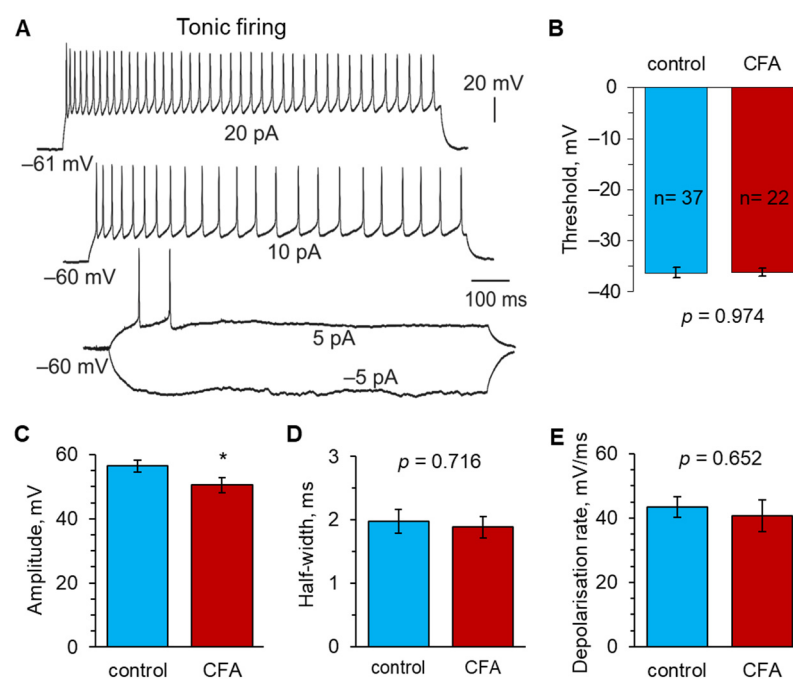 A
Tonic firing
20 mV
20 pA
–61 mV
10 pA
–60 mV
100 ms
5 pA
–60 mV
–5 pA
B
control CFA
0
–10
–20
–30
–40
Threshold, mV
n= 37 n= 22
p = 0.974
C
60
40
20
0
Amplitude, mV
*
control CFA
D
3
2
1
0
Half-width, ms
p = 0.716
control CFA
E
60
40
20
0
Depolarisation rate, mV/ms
p = 0.652
control CFA